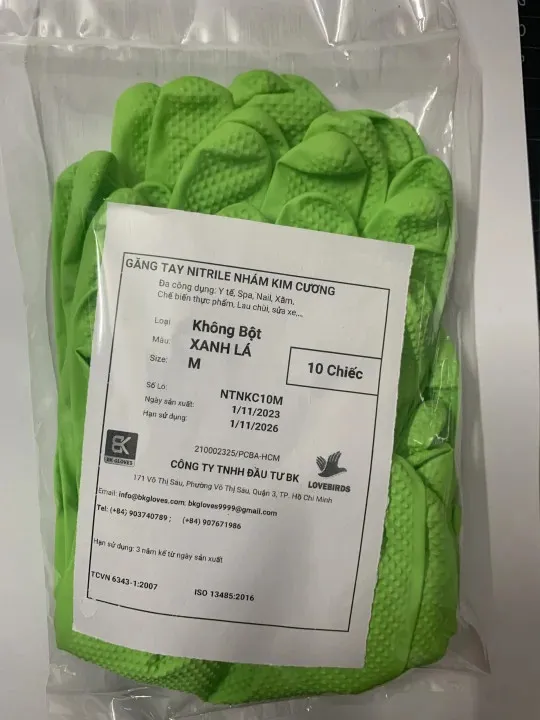 GĂNG TAY NITRILE NHÁM KIM CƯƠNG
Đa công dụng: Y tế, Spa, Nail, Xăm,
Chế biến thực phẩm, Lau chùi, sửa xe,...
Loại Không Bột
Màu: XANH LÁ
Size: M
10 Chiếc
Số Lô: NTNKC10M
Ngày sản xuất: 1/11/2023
Hạn sử dụng: 1/11/2026
210002325/PCBA-HCM
BK
BK GLOVES
CÔNG TY TNHH ĐẦU TƯ BK
LOVEBIRDS
171 Võ Thị Sáu, Phường Võ Thị Sáu, Quận 3, TP. Hồ Chí Minh
Email: info@bkgloves.com; bkgloves9999@gmail.com
Tel: (+84) 903740789 ; (+84) 907671986
Hạn sử dụng: 3 năm kể từ ngày sản xuất
TCVN 6343-1:2007 ISO 13485:2016